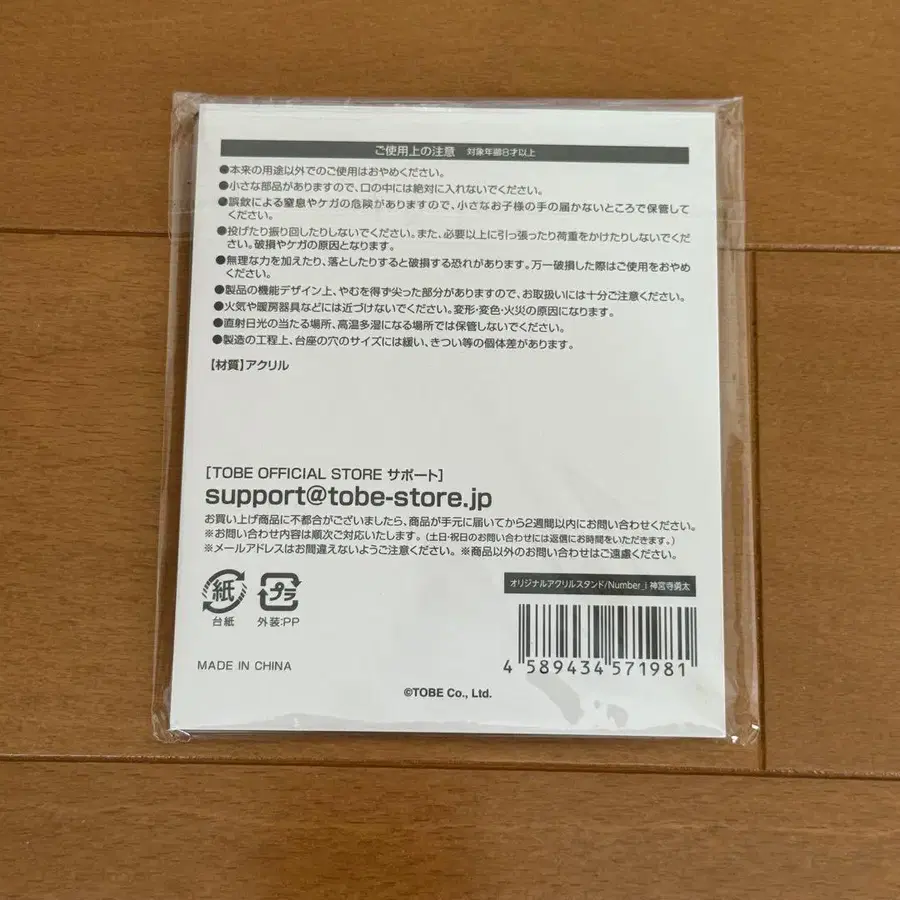 ご使用上の注意 対象年齢8才以上
●本来の用途以外でのご使用はおやめください。
●小さな部品がありますので、口の中には絶対に入れないでください。
●誤飲による窒息やケガの危険がありますので、小さなお子様の手の届かないところで保管して
ください。
●投げたり振り回したりしないでください。また、必要以上に引っ張ったり荷重をかけたりしないでくだ
さい。破損やケガの原因となります。
●無理な力を加えたり、落としたりすると破損する恐れがあります。万一破損した際はご使用をおやめ
ください。
●製品の機能デザイン上、やむを得ず尖った部分がありますので、お取扱いには十分ご注意ください。
●火気や暖房器具などには近づけないでください。変形・変色・火災の原因になります。
●直射日光の当たる場所、高温多湿になる場所では保管しないでください。
●製造の工程上、台座の穴のサイズには緩い、きつい等の個体差があります。
【材質】アクリル
[TOBE OFFICIAL STORE サポート]
support@tobe-store.jp
お買い上げ商品に不都合がございましたら、商品が手元に届いてから2週間以内にお問い合わせください。
※お問い合わせ内容は順次ご対応いたします。(土日・祝日のお問い合わせには返信にお時間をいただきます。)
※メールアドレスはお間違えないようご注意ください。※商品以外のお問い合わせはご遠慮ください。
紙
台紙
プラ
外装:PP
オリジナルアクリルスタンド/Number_i 神宮寺勇太
4 589434 571981
MADE IN CHINA
©TOBE Co., Ltd.